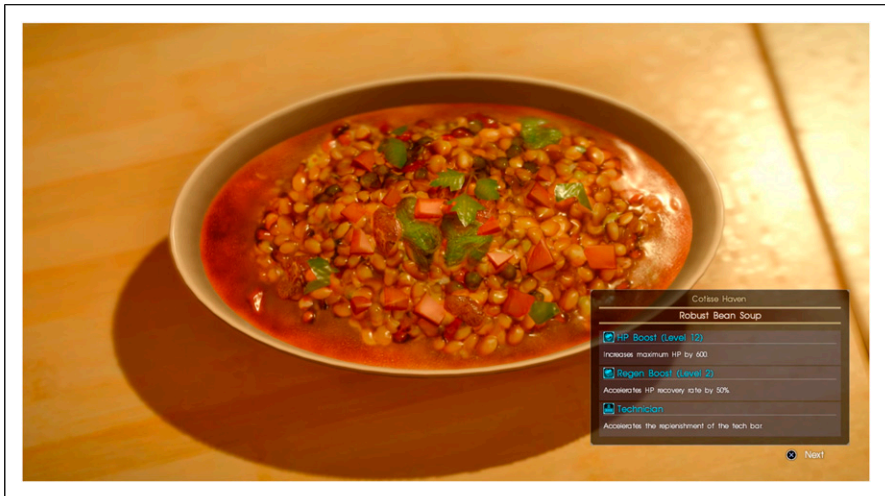 Cotisse Haven
Robust Bean Soup
HP Boost (Level 12)
Increases maximum HP by 600
Regen Boost (Level 2)
Accelerates HP recovery rate by 50%
Technician
Accelerates the replenishment of the tech bar
Next